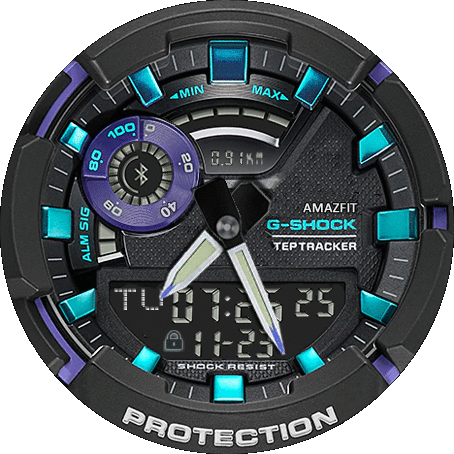 ◀MIN MAX▶
100 0
80 20
60 40
0.91KM
ALM SIG
AMAZFIT
G-SHOCK
TEPTRACKER
TU 07:25 25
11-25
SHOCK RESIST
PROTECTION